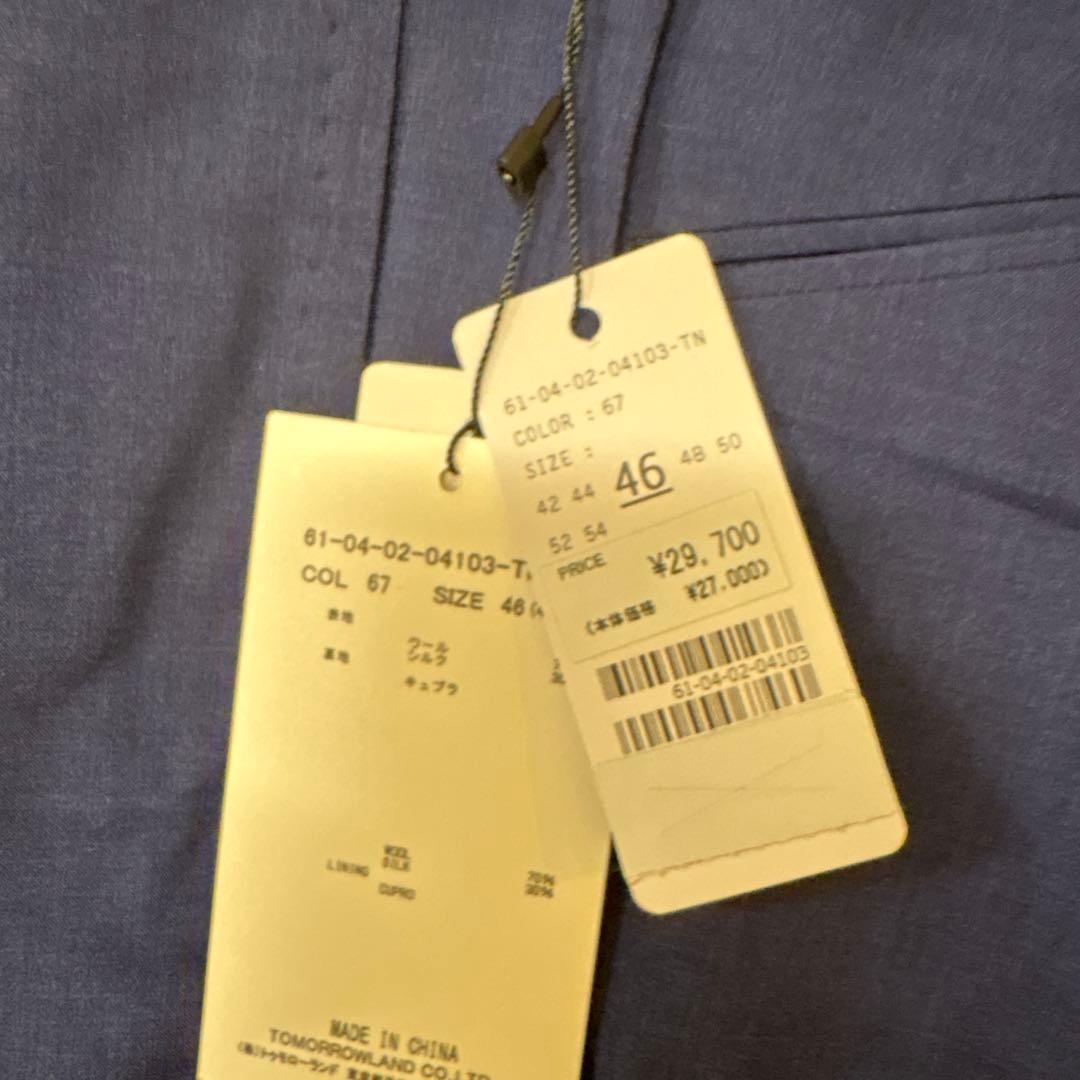 61-04-02-04103-TN
COLOR : 67
SIZE :
42 44 46 48 50
52 54
PRICE ¥29,700
(本体価格 ¥27,000)
61-04-02-04103
61-04-02-04103-T
COL 67 SIZE 46
表地 ウール
シルク
裏地 キュプラ
WOOL 70%
SILK 30%
LINING CUPRO
MADE IN CHINA
TOMORROWLAND CO.,LTD
(株)トゥモローランド